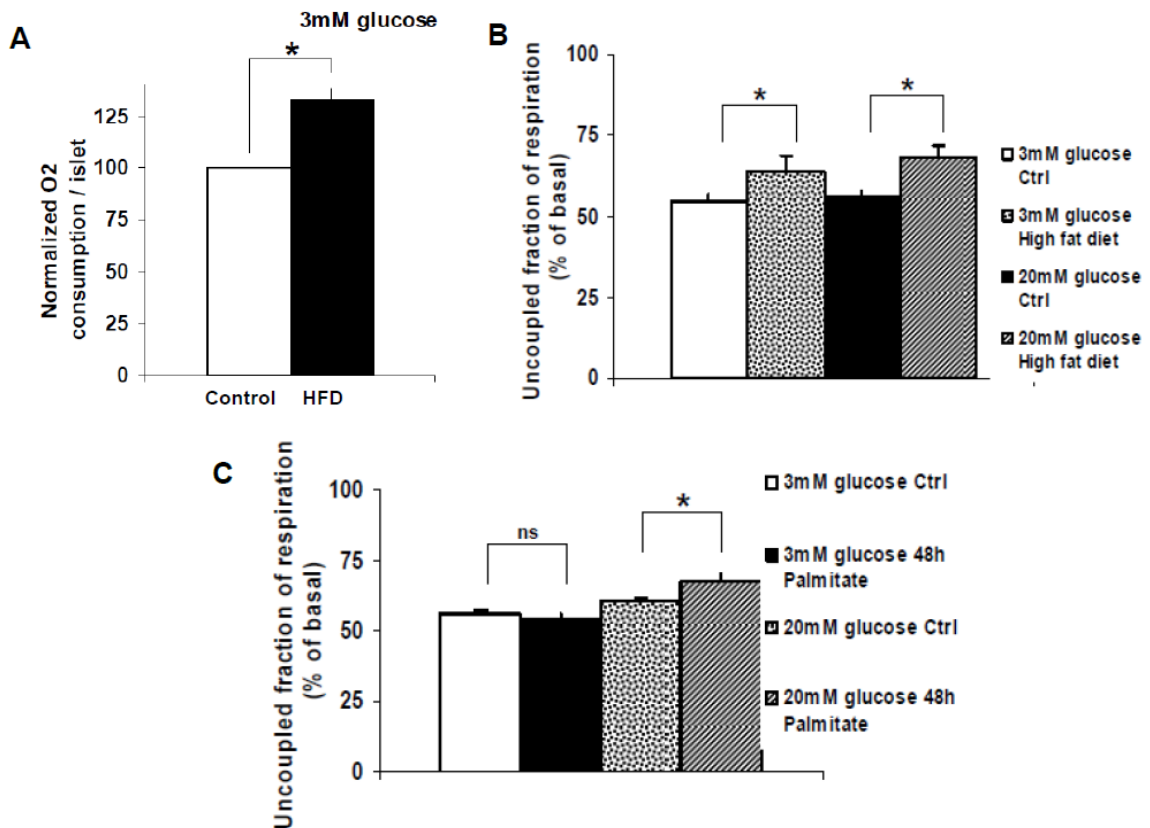 A
3mM glucose
*
Normalized O2
consumption / islet
125
100
75
50
25
0
Control
HFD
B
Uncoupled fraction of respiration
(% of basal)
100
75
50
25
0
*
*
3mM glucose
Ctrl
3mM glucose
High fat diet
20mM glucose
Ctrl
20mM glucose
High fat diet
C
Uncoupled fraction of respiration
(% of basal)
100
75
50
25
0
ns
*
3mM glucose Ctrl
3mM glucose 48h
Palmitate
20mM glucose Ctrl
20mM glucose 48h
Palmitate